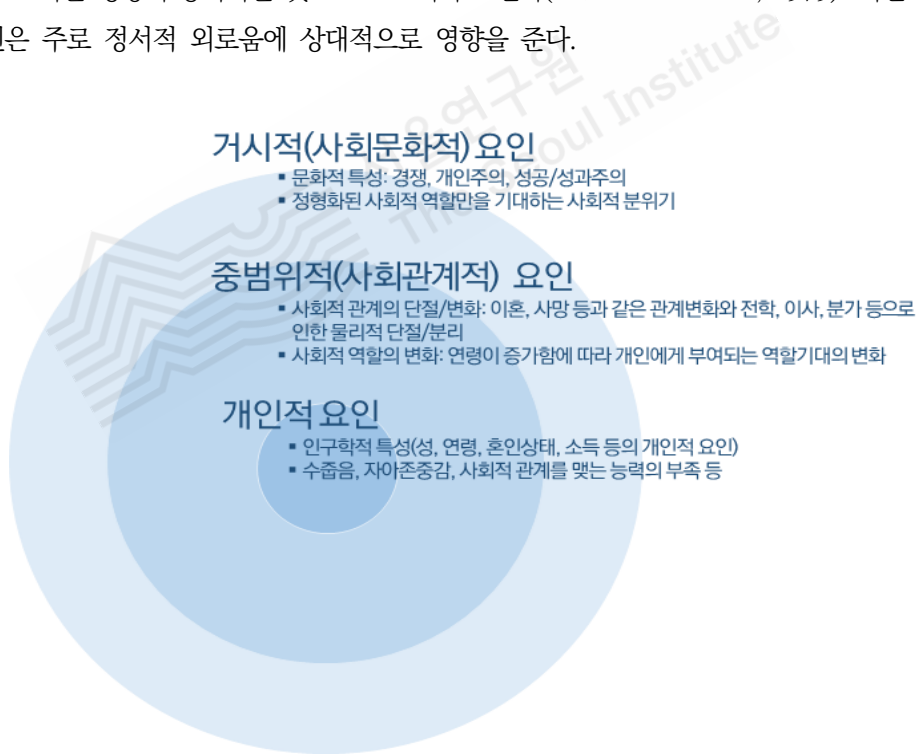 은 주로 정서적 외로움에 상대적으로 영향을 준다.
서울연구원
The Seoul Institute
거시적(사회문화적) 요인
▪ 문화적 특성: 경쟁, 개인주의, 성공/성과주의
▪ 정형화된 사회적 역할만을 기대하는 사회적 분위기
중범위적(사회관계적) 요인
▪ 사회적 관계의 단절/변화: 이혼, 사망 등과 같은 관계변화와 전학, 이사, 분가 등으로
인한 물리적 단절/분리
▪ 사회적 역할의 변화: 연령이 증가함에 따라 개인에게 부여되는 역할기대의 변화
개인적 요인
▪ 인구학적 특성(성, 연령, 혼인상태, 소득 등의 개인적 요인)
▪ 수줍음, 자아존중감, 사회적 관계를 맺는 능력의 부족 등